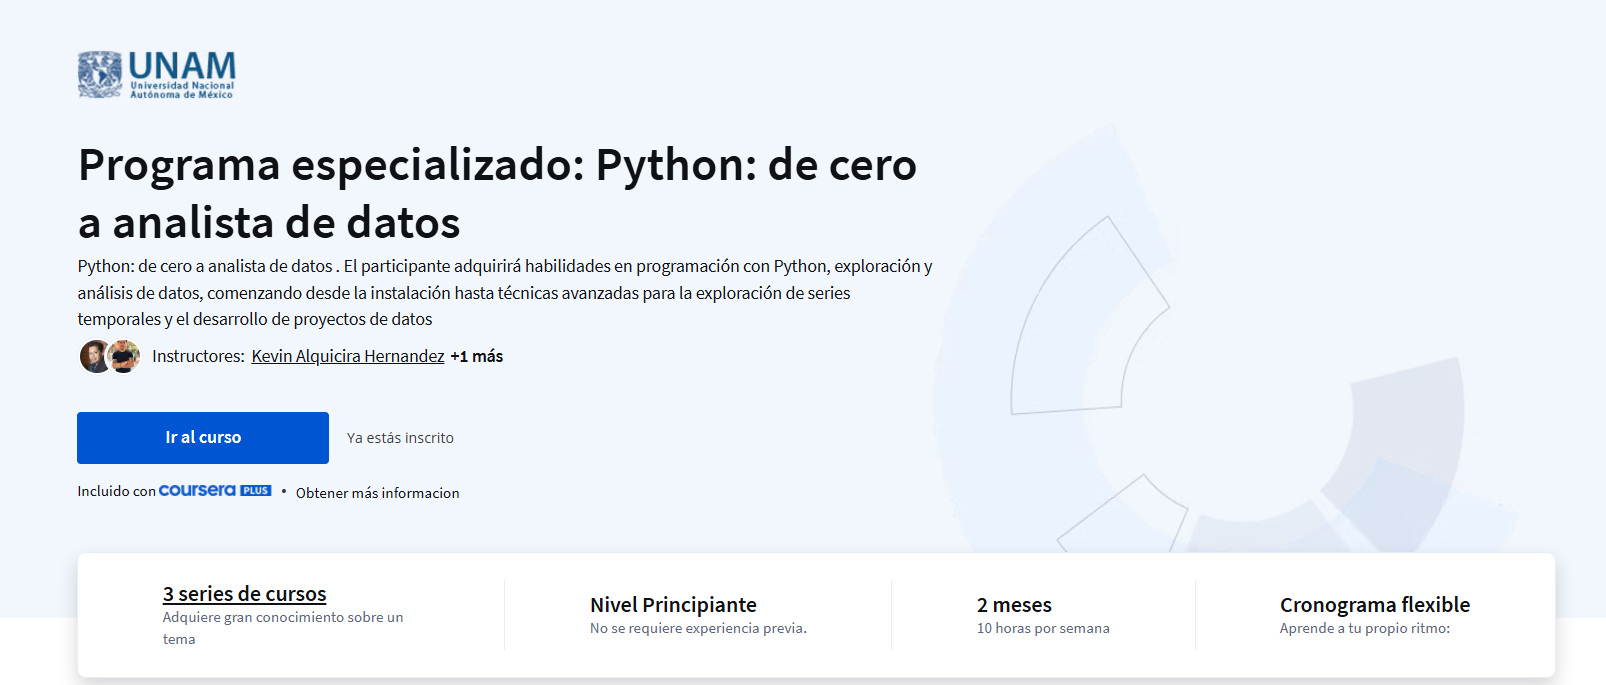 UNAM
Universidad Nacional
Autónoma de México
Programa especializado: Python: de cero
a analista de datos
Python: de cero a analista de datos . El participante adquirirá habilidades en programación con Python, exploración y
análisis de datos, comenzando desde la instalación hasta técnicas avanzadas para la exploración de series
temporales y el desarrollo de proyectos de datos
Instructores: Kevin Alquicira Hernandez +1 más
Ir al curso
Ya estás inscrito
Incluido con coursera PLUS • Obtener más informacion
3 series de cursos
Adquiere gran conocimiento sobre un
tema
Nivel Principiante
No se requiere experiencia previa.
2 meses
10 horas por semana
Cronograma flexible
Aprende a tu propio ritmo: